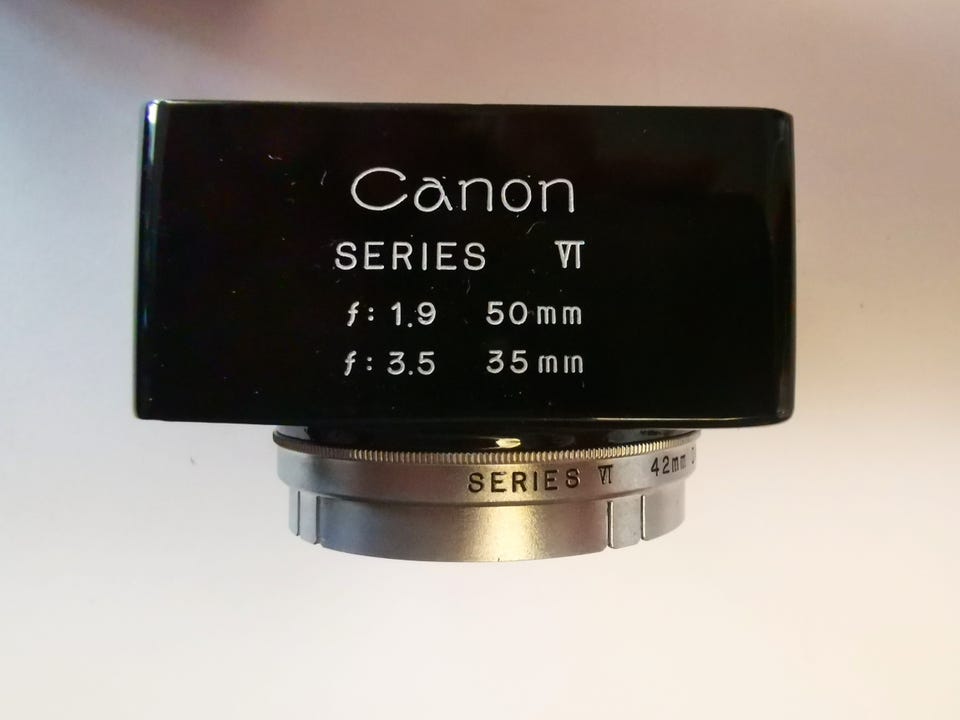 Canon
SERIES VI
f: 1.9 50mm
f: 3.5 35mm
SERIES VI 42mm